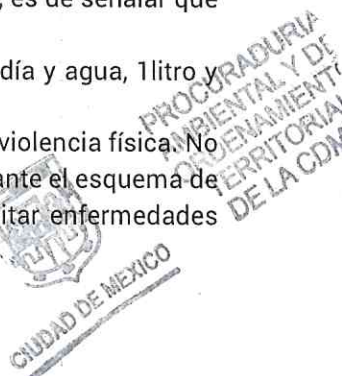 es de señalar que
día y agua, 1litro y
violencia física. No
ante el esquema de
itar enfermedades
PROCURADURIA
AMBIENTAL Y DE
ORDENAMIENTO
TERRITORIAL
DE LA CDM
CIUDAD DE MEXICO